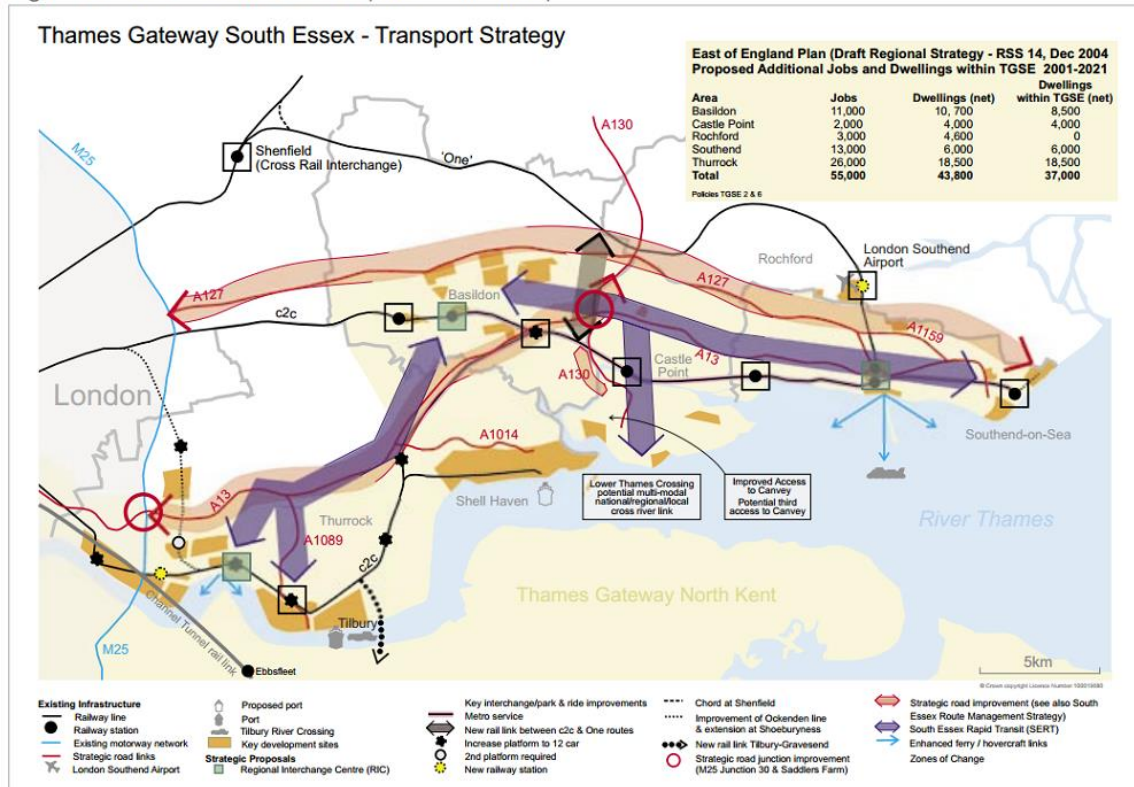 Thames Gateway South Essex - Transport Strategy
East of England Plan (Draft Regional Strategy - RSS 14, Dec 2004
Proposed Additional Jobs and Dwellings within TGSE 2001-2021
Dwellings
Area Jobs Dwellings (net) within TGSE (net)
Basildon 11,000 10, 700 8,500
Castle Point 2,000 4,000 4,000
Rochford 3,000 4,600 0
Southend 13,000 6,000 6,000
Thurrock 26,000 18,500 18,500
Total 55,000 43,800 37,000
Policies TGSE 2 & 6
M25
Shenfield
(Cross Rail Interchange)
'One'
A130
London Southend
Airport
Rochford
A127
Basildon
A127
c2c
A1159
A13
Castle
Point
A130
London
Southend-on-Sea
A1014
Shell Haven
Lower Thames Crossing
potential multi-modal
national/regional/local
cross river link
Improved Access
to Canvey
Potential third
access to Canvey
A13
Thurrock
A1089
c2c
River Thames
Thames Gateway North Kent
Channel Tunnel rail link
Tilbury
M25
Ebbsfleet
5km
Existing Infrastructure
Railway line
Railway station
Existing motorway network
Strategic road links
London Southend Airport
Proposed port
Port
Tilbury River Crossing
Key development sites
Strategic Proposals
Regional Interchange Centre (RIC)
Key interchange/park & ride improvements
Metro service
New rail link between c2c & One routes
Increase platform to 12 car
2nd platform required
New railway station
Chord at Shenfield
Improvement of Ockenden line
& extension at Shoeburyness
New rail link Tilbury-Gravesend
Strategic road junction improvement
(M25 Junction 30 & Saddlers Farm)
Strategic road improvement (see also South
Essex Route Management Strategy)
South Essex Rapid Transit (SERT)
Enhanced ferry / hovercraft links
Zones of Change